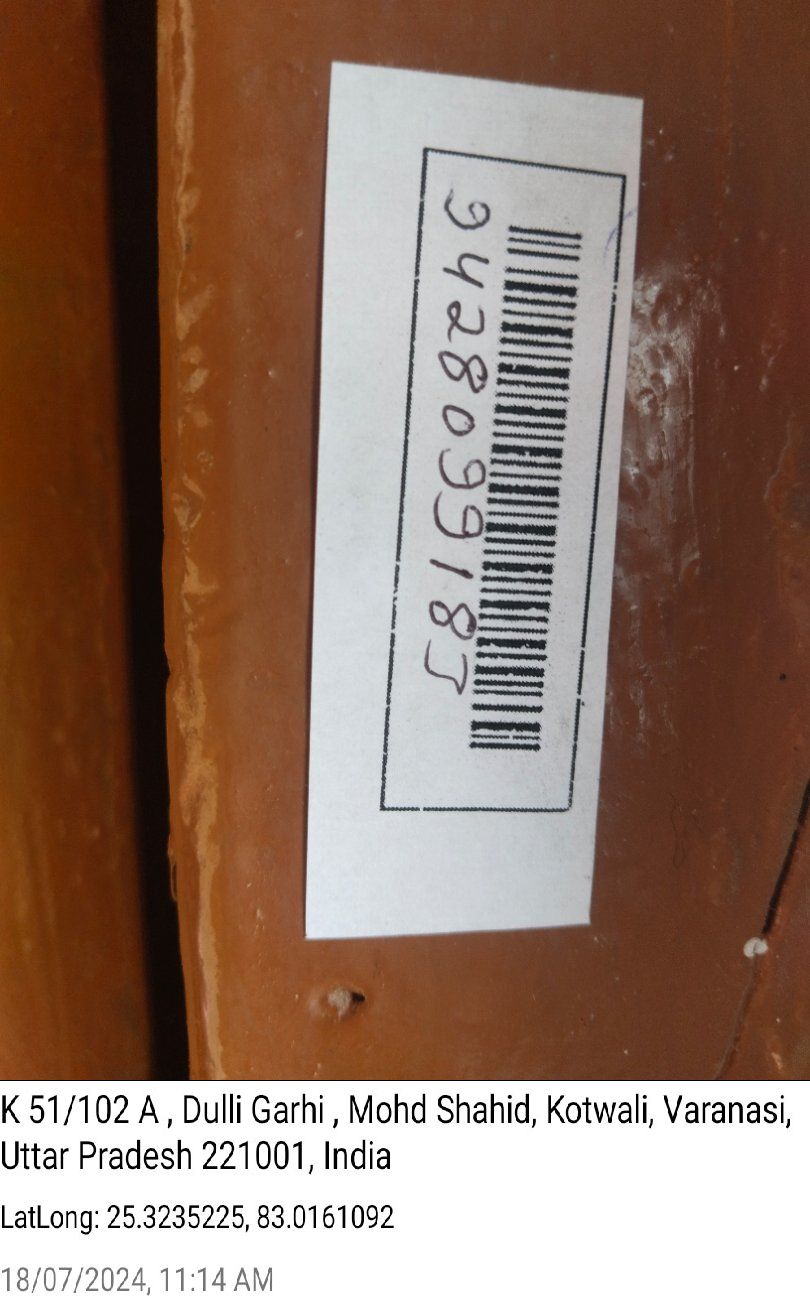 9428099185
K 51/102 A , Dulli Garhi , Mohd Shahid, Kotwali, Varanasi,
Uttar Pradesh 221001, India
LatLong: 25.3235225, 83.0161092
18/07/2024, 11:14 AM